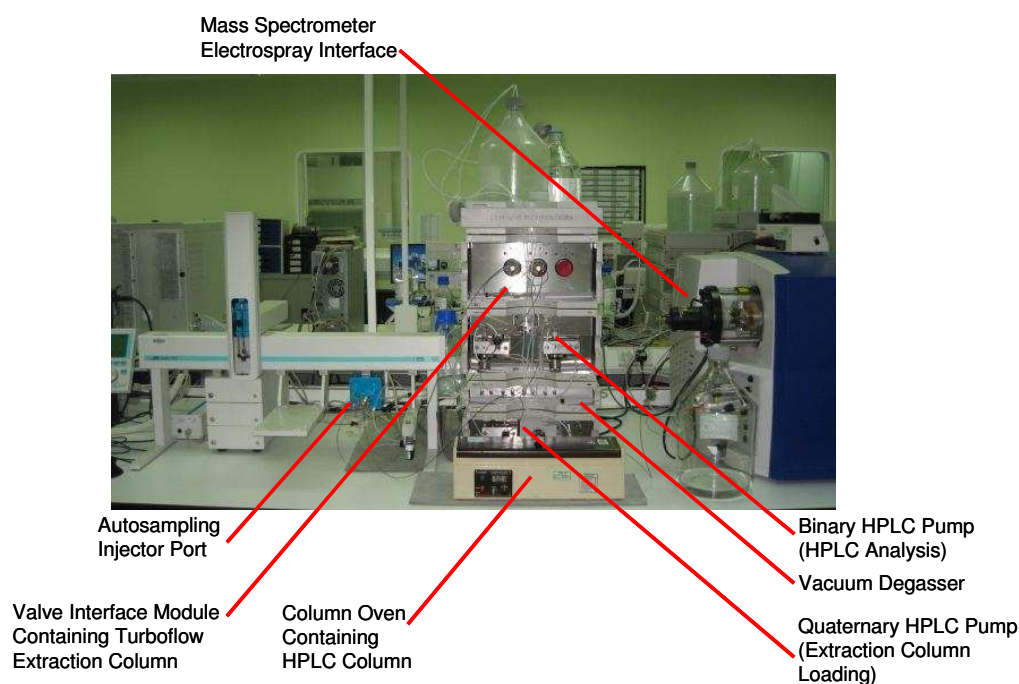 Mass Spectrometer
Electrospray Interface
Autosampling
Injector Port
Valve Interface Module
Containing Turboflow
Extraction Column
Column Oven
Containing
HPLC Column
Binary HPLC Pump
(HPLC Analysis)
Vacuum Degasser
Quaternary HPLC Pump
(Extraction Column
Loading)